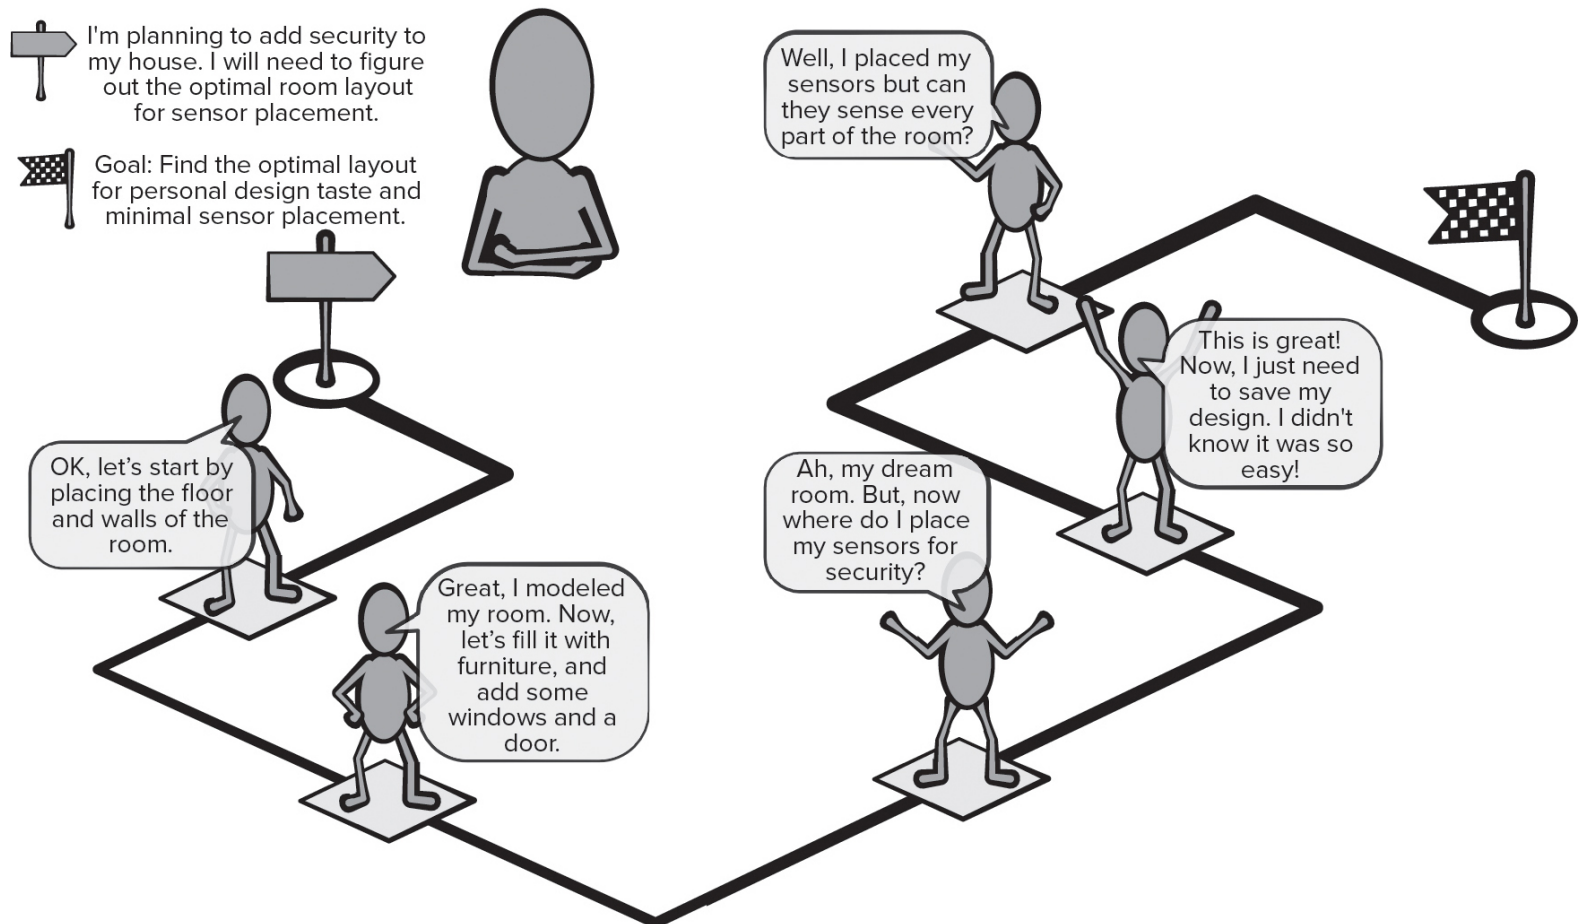 I'm planning to add security to
my house. I will need to figure
out the optimal room layout
for sensor placement.
Goal: Find the optimal layout
for personal design taste and
minimal sensor placement.
OK, let's start by
placing the floor
and walls of the
room.
Great, I modeled
my room. Now,
let's fill it with
furniture, and
add some
windows and a
door.
Ah, my dream
room. But, now
where do I place
my sensors for
security?
This is great!
Now, I just need
to save my
design. I didn't
know it was so
easy!
Well, I placed my
sensors but can
they sense every
part of the room?